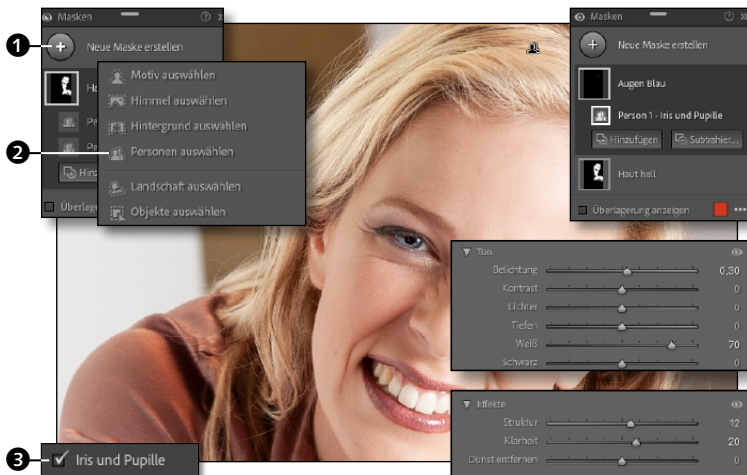 Masken
1
Neue Maske erstellen
Motiv auswählen
Himmel auswählen
Hintergrund auswählen
2
Personen auswählen
Landschaft auswählen
Objekte auswählen
3
Iris und Pupille
Masken
Neue Maske erstellen
Augen Blau
Person 1 - Iris und Pupille
Hinzufügen
Subtrahier...
Haut hell
Überlagerung anzeigen
Ton
Belichtung 0,30
Kontrast 0
Lichter 0
Tiefen 0
Weiß 70
Schwarz 0
Effekte
Struktur 12
Klarheit 20
Dunst entfernen 0